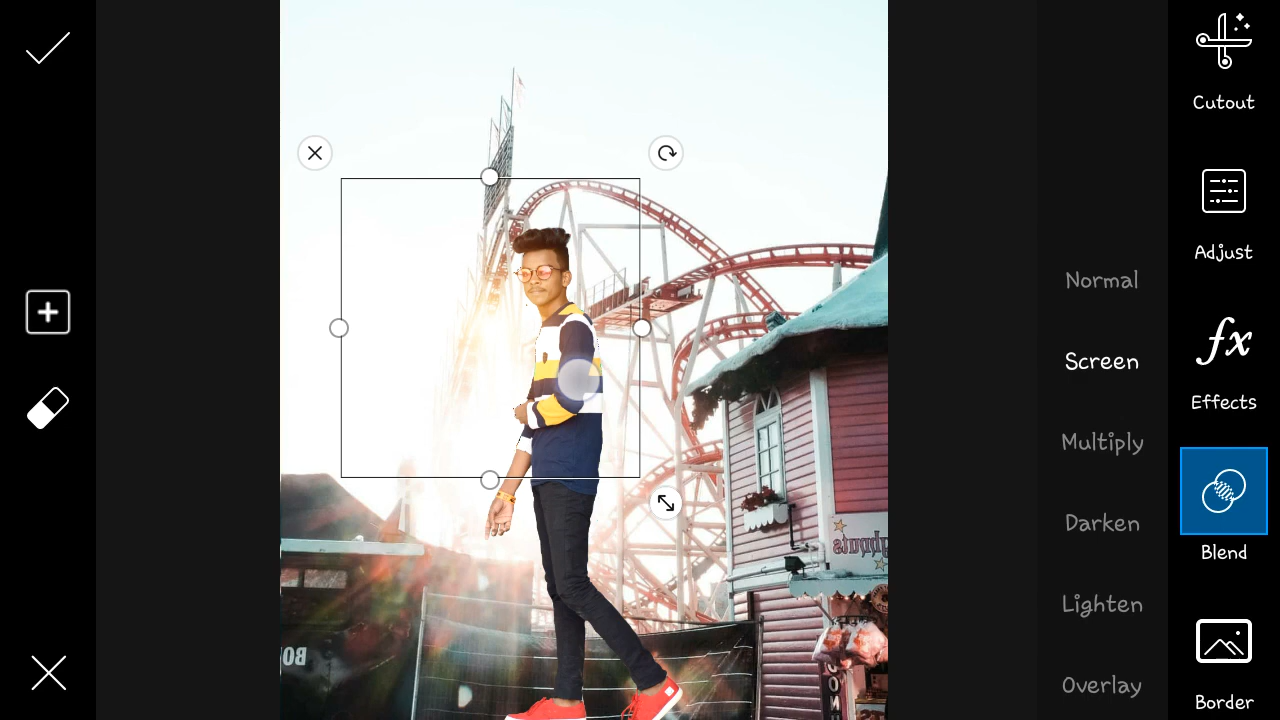 Cutout
Adjust
Normal
Screen
Effects
Multiply
Darken
Blend
Lighten
Overlay
Border